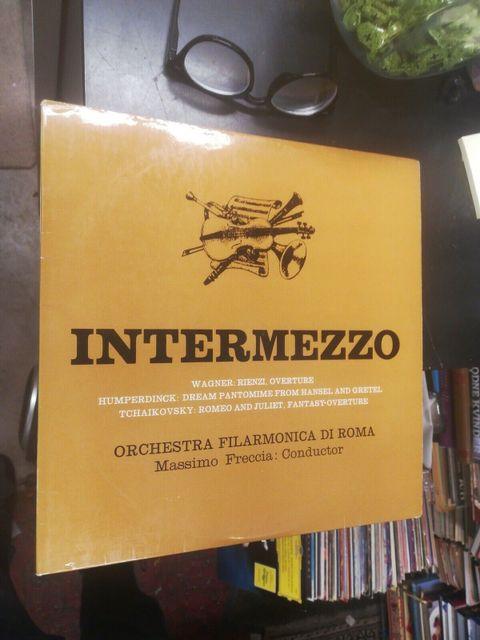 INTERMEZZO
WAGNER: RIENZI, OVERTURE
HUMPERDINCK: DREAM PANTOMIME FROM HANSEL AND GRETEL
TCHAIKOVSKY: ROMEO AND JULIET, FANTASY-OVERTURE
ORCHESTRA FILARMONICA DI ROMA
Massimo Freccia: Conductor